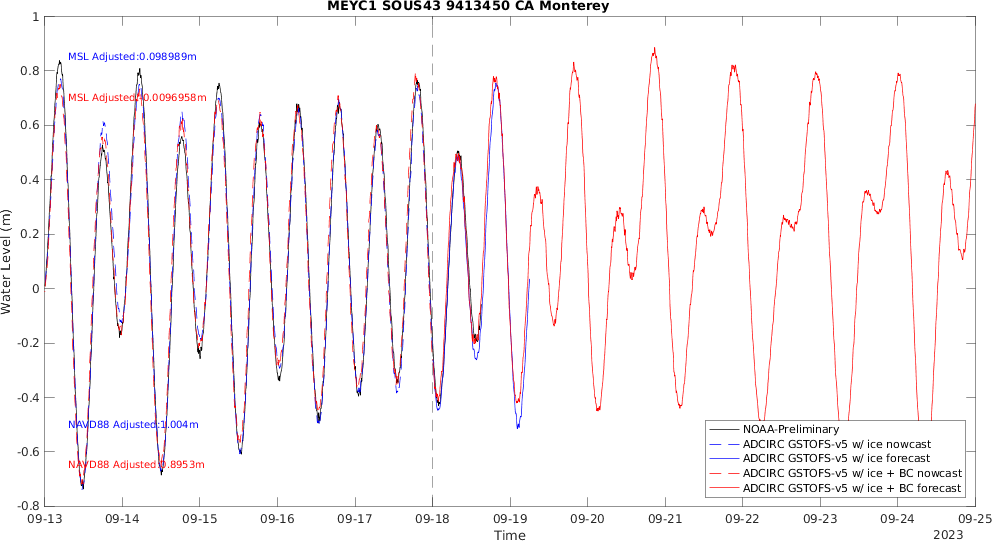 MEYC1 SOUS43 9413450 CA Monterey
Water Level (m)
1
0.8
0.6
0.4
0.2
0
-0.2
-0.4
-0.6
-0.8
MSL Adjusted:0.098989m
MSL Adjusted:-0.0096958m
NAVD88 Adjusted:1.004m
NAVD88 Adjusted:0.8953m
NOAA-Preliminary
ADCIRC GSTOFS-v5 w/ ice nowcast
ADCIRC GSTOFS-v5 w/ ice forecast
ADCIRC GSTOFS-v5 w/ ice + BC nowcast
ADCIRC GSTOFS-v5 w/ ice + BC forecast
09-13 09-14 09-15 09-16 09-17 09-18 09-19 09-20 09-21 09-22 09-23 09-24 09-25
Time
2023